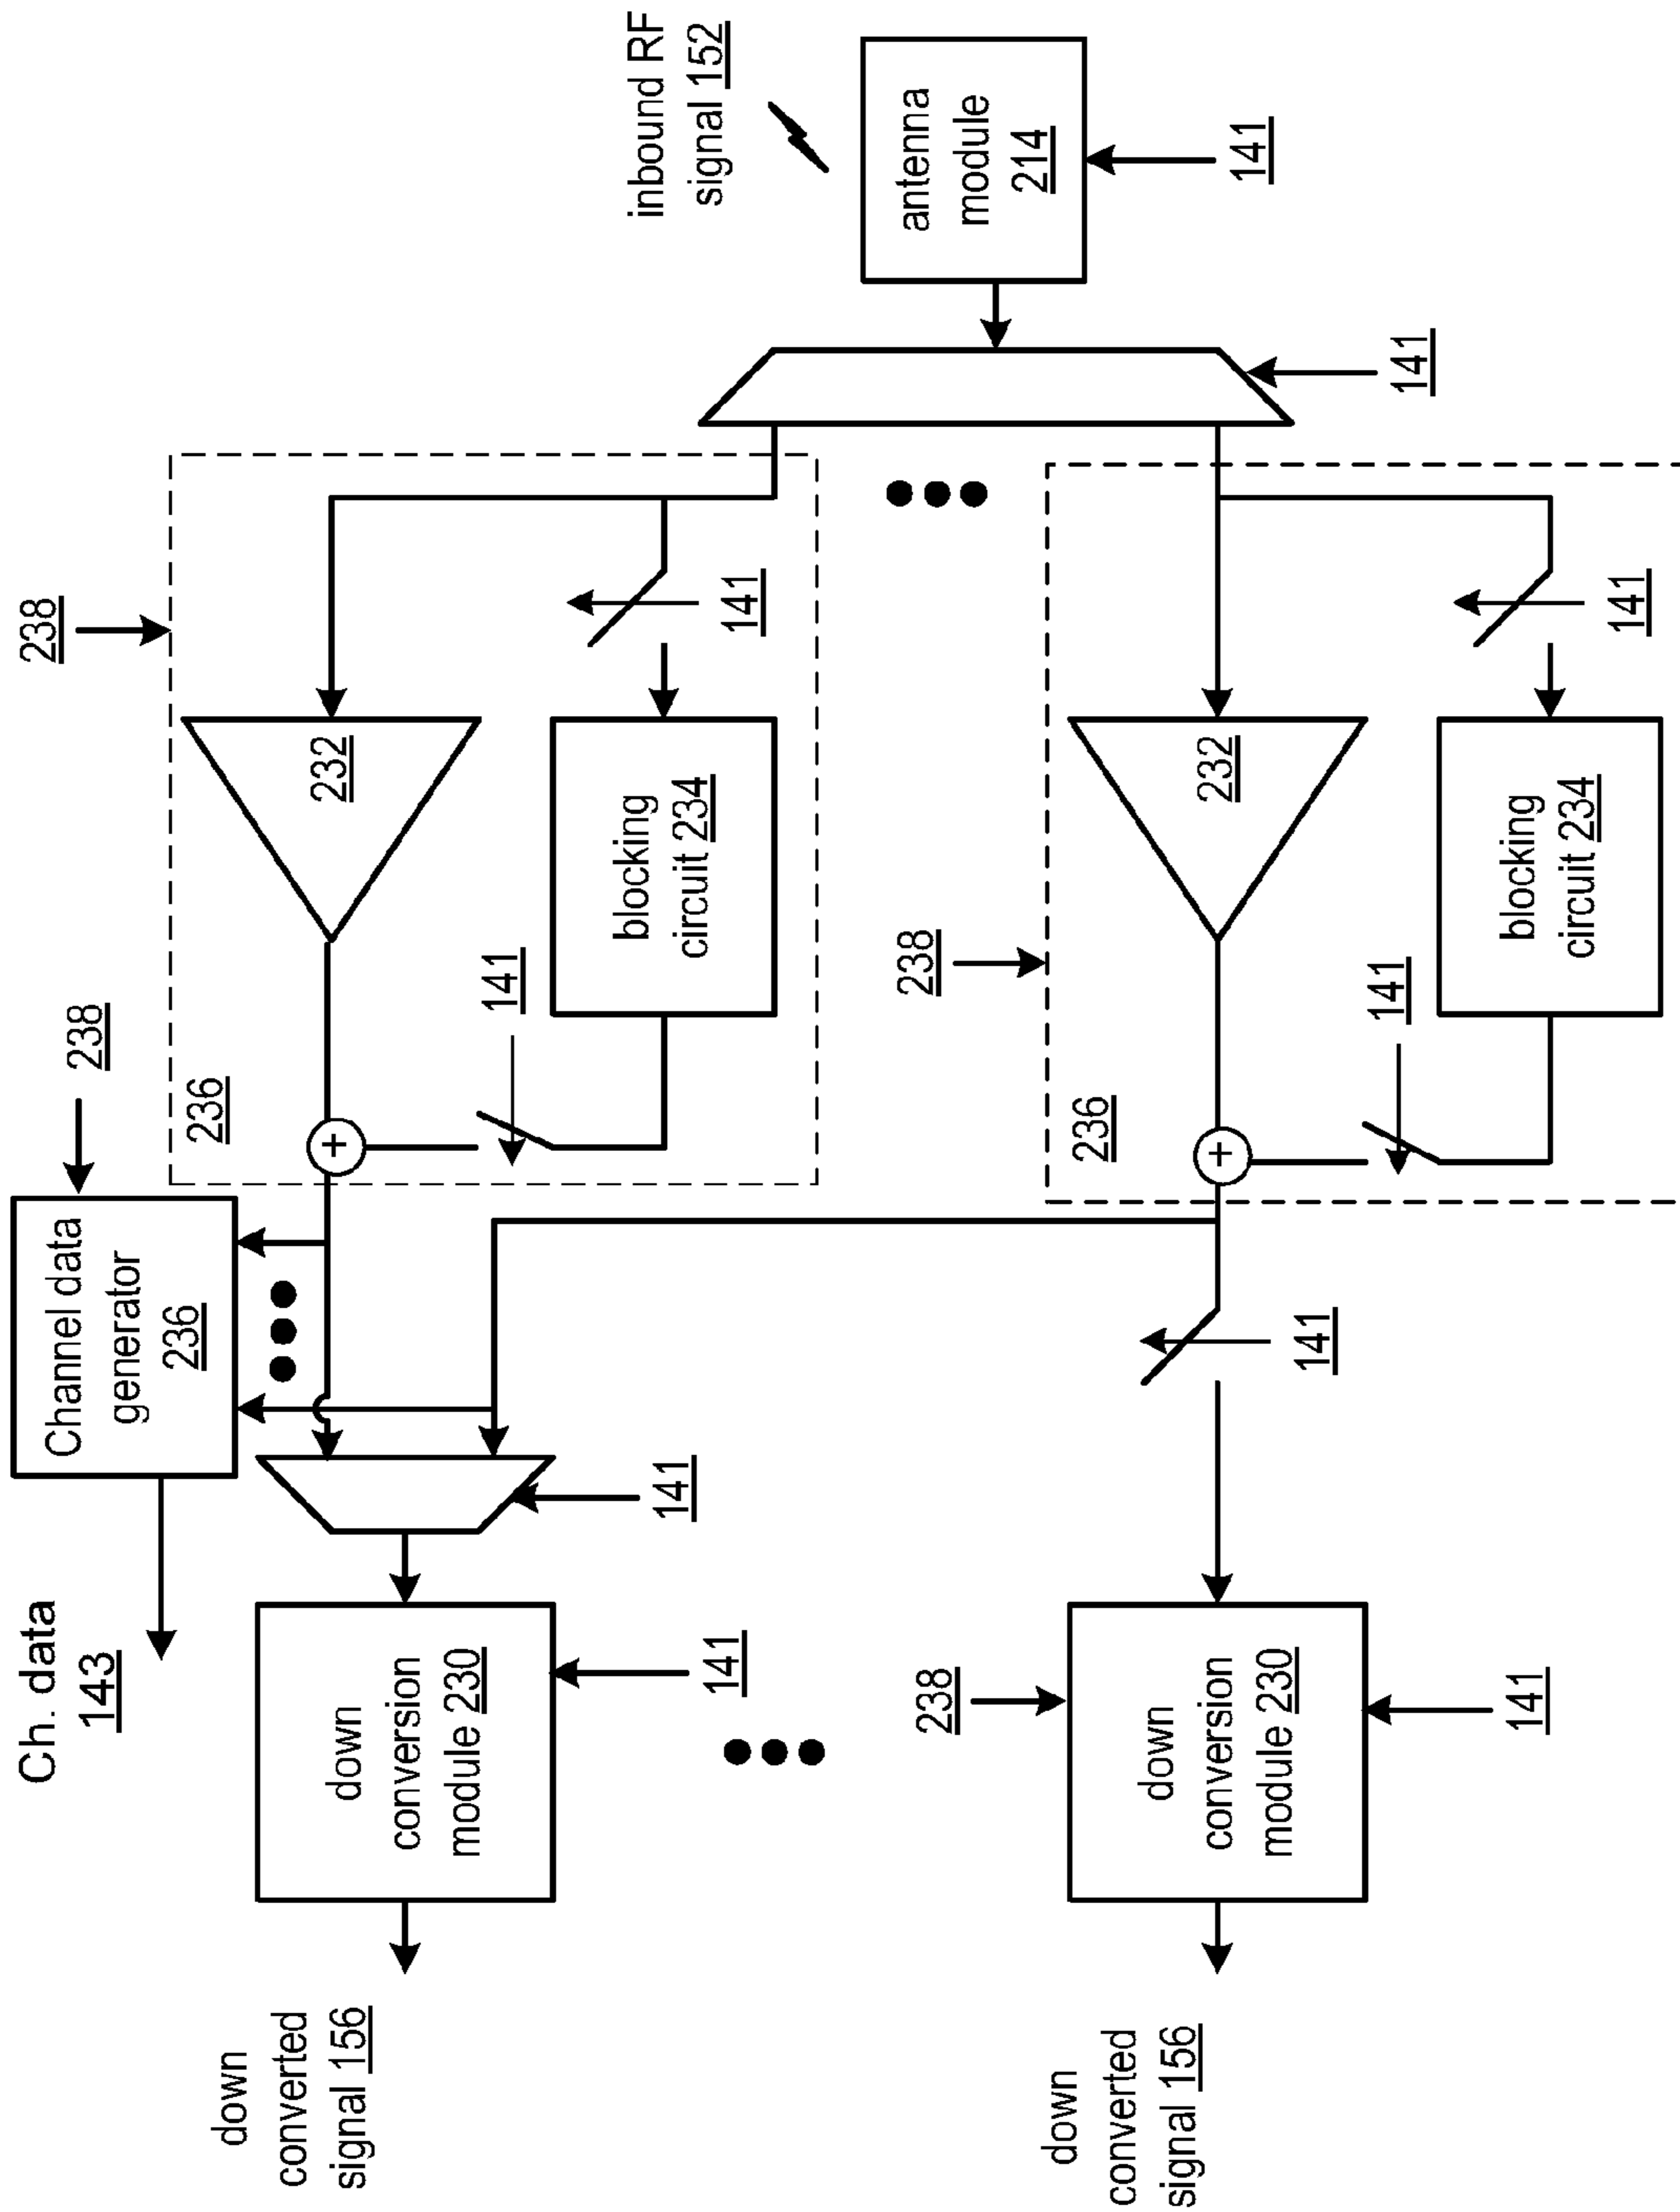 Ch. data
143
Channel data
generator
236
238
238
inbound RF
signal 152
antenna
module
214
141
141
232
141
blocking
circuit 234
141
236
141
down
conversion
module 230
141
down
converted
signal 156
238
232
141
blocking
circuit 234
141
236
141
238
down
conversion
module 230
141
down
converted
signal 156